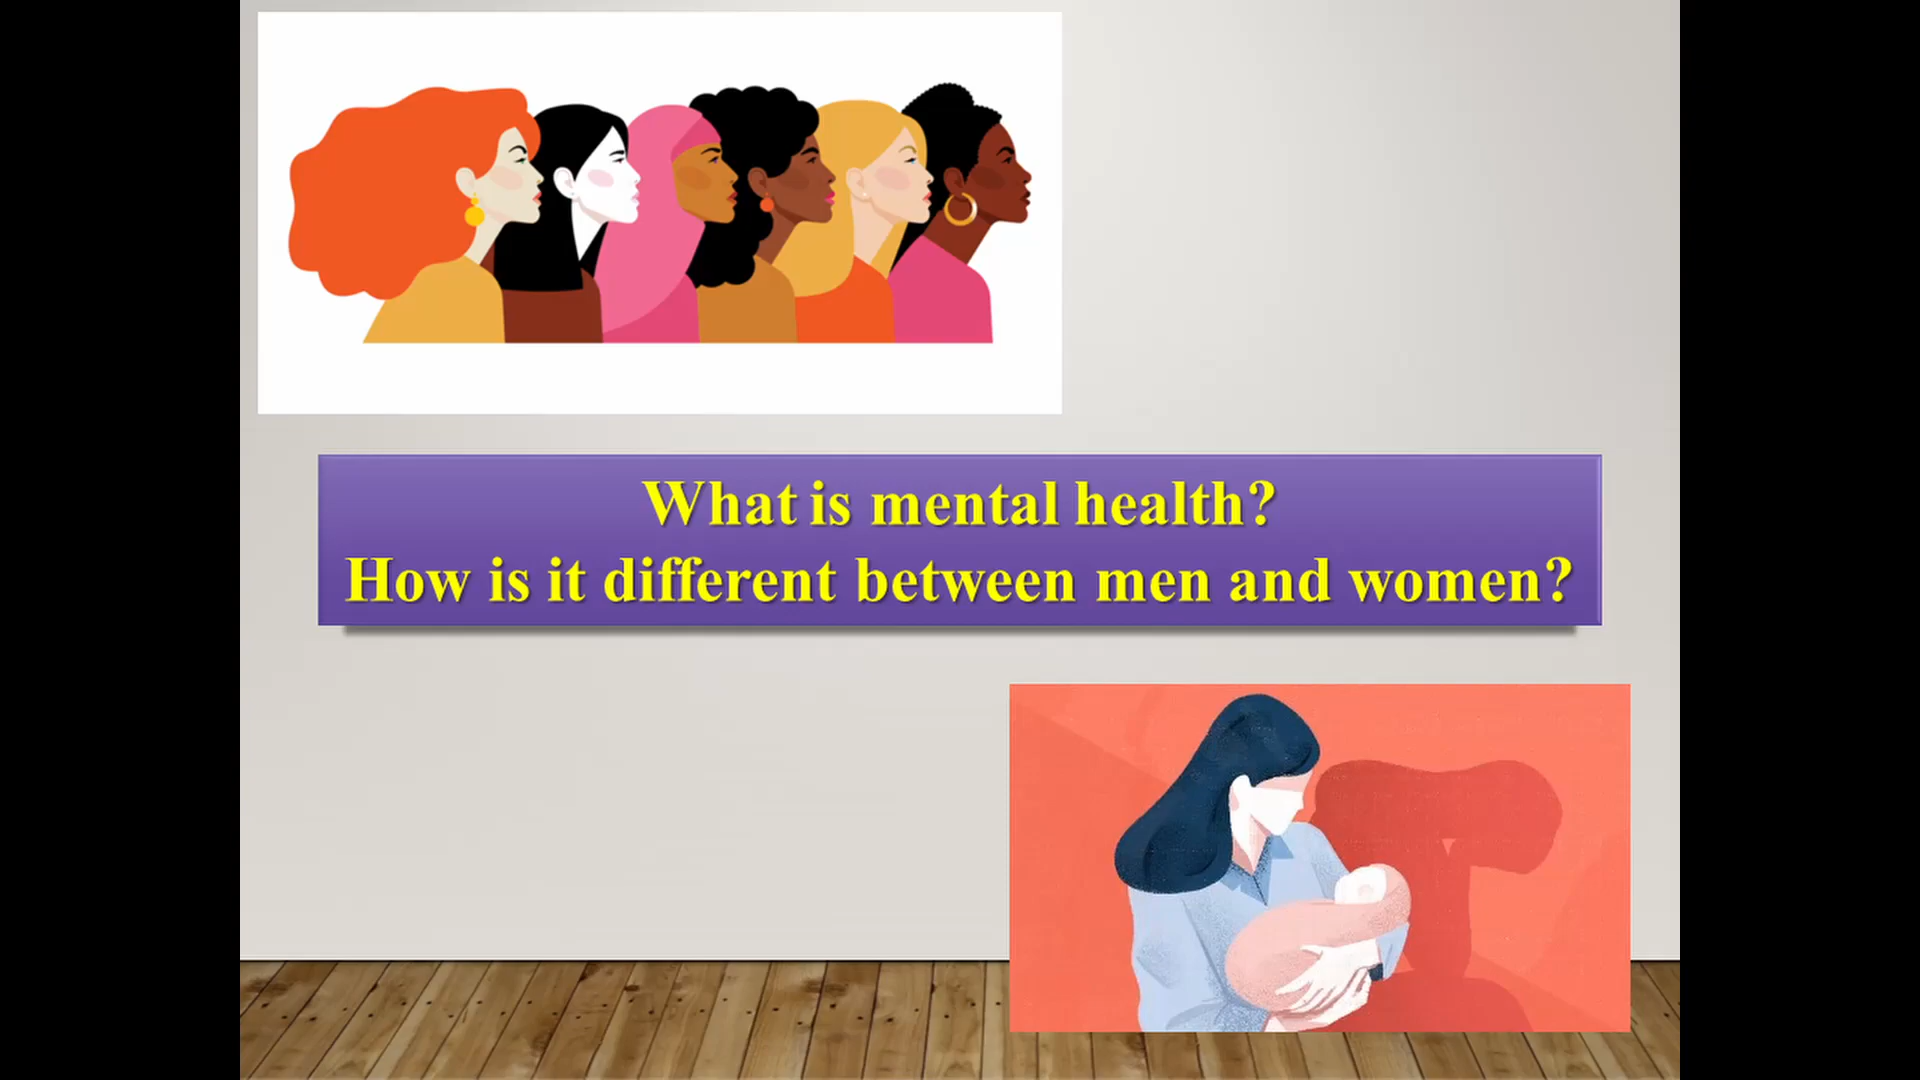 What is mental health?
How is it different between men and women?